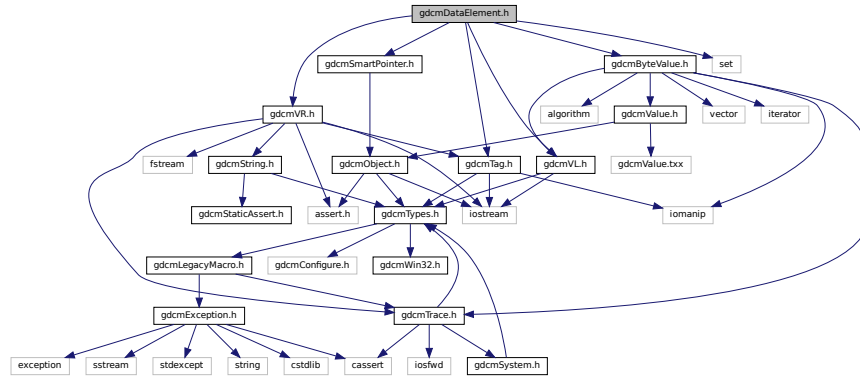 gdcmDataElement.h
gdcmSmartPointer.h
gdcmByteValue.h
set
gdcmVR.h
algorithm
gdcmValue.h
vector
iterator
fstream
gdcmString.h
gdcmObject.h
gdcmTag.h
gdcmVL.h
gdcmValue.txx
gdcmStaticAssert.h
assert.h
gdcmTypes.h
iostream
iomanip
gdcmLegacyMacro.h
gdcmConfigure.h
gdcmWin32.h
gdcmException.h
gdcmTrace.h
exception
sstream
stdexcept
string
cstdlib
cassert
iosfwd
gdcmSystem.h